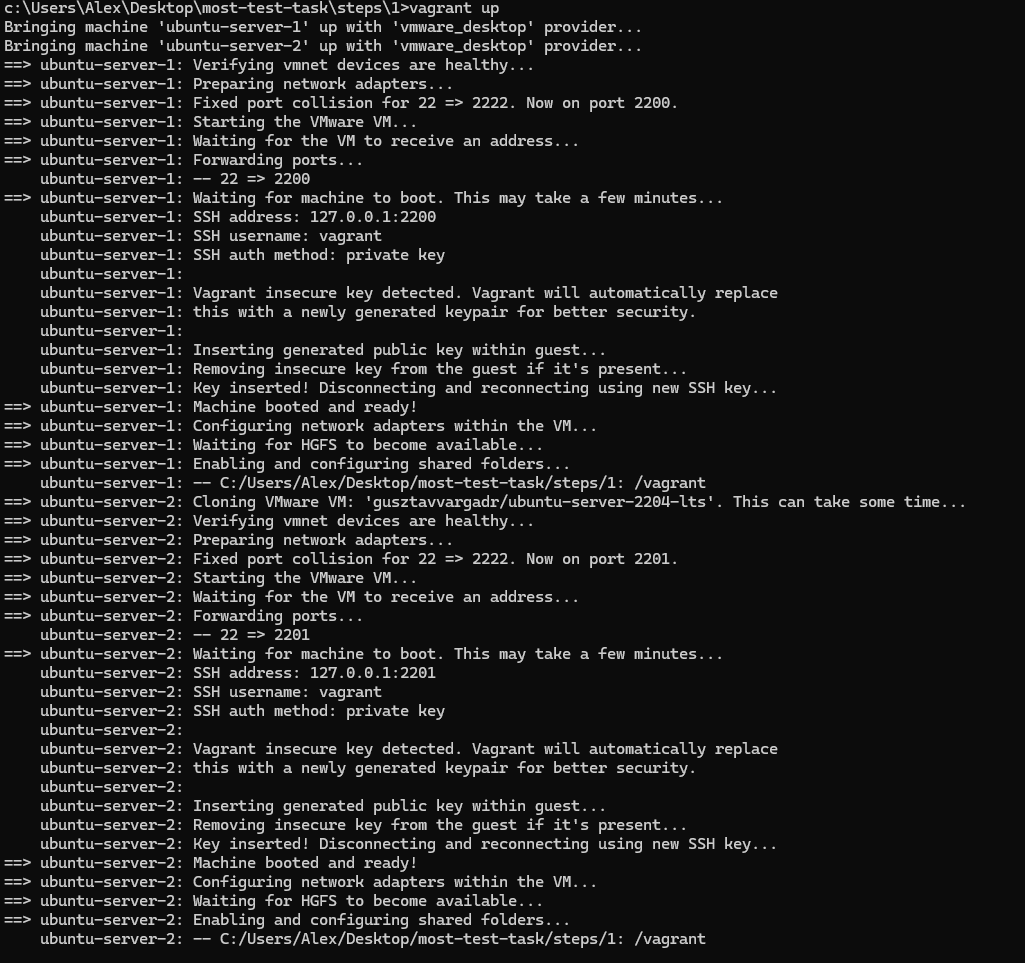 c:\Users\Alex\Desktop\most-test-task\steps\1>vagrant up
Bringing machine 'ubuntu-server-1' up with 'vmware_desktop' provider...
Bringing machine 'ubuntu-server-2' up with 'vmware_desktop' provider...
==> ubuntu-server-1: Verifying vmnet devices are healthy...
==> ubuntu-server-1: Preparing network adapters...
==> ubuntu-server-1: Fixed port collision for 22 => 2222. Now on port 2200.
==> ubuntu-server-1: Starting the VMware VM...
==> ubuntu-server-1: Waiting for the VM to receive an address...
==> ubuntu-server-1: Forwarding ports...
    ubuntu-server-1: -- 22 => 2200
==> ubuntu-server-1: Waiting for machine to boot. This may take a few minutes...
    ubuntu-server-1: SSH address: 127.0.0.1:2200
    ubuntu-server-1: SSH username: vagrant
    ubuntu-server-1: SSH auth method: private key
    ubuntu-server-1:
    ubuntu-server-1: Vagrant insecure key detected. Vagrant will automatically replace
    ubuntu-server-1: this with a newly generated keypair for better security.
    ubuntu-server-1:
    ubuntu-server-1: Inserting generated public key within guest...
    ubuntu-server-1: Removing insecure key from the guest if it's present...
    ubuntu-server-1: Key inserted! Disconnecting and reconnecting using new SSH key...
==> ubuntu-server-1: Machine booted and ready!
==> ubuntu-server-1: Configuring network adapters within the VM...
==> ubuntu-server-1: Waiting for HGFS to become available...
==> ubuntu-server-1: Enabling and configuring shared folders...
    ubuntu-server-1: -- C:/Users/Alex/Desktop/most-test-task/steps/1: /vagrant
==> ubuntu-server-2: Cloning VMware VM: 'gusztavvargadr/ubuntu-server-2204-lts'. This can take some time...
==> ubuntu-server-2: Verifying vmnet devices are healthy...
==> ubuntu-server-2: Preparing network adapters...
==> ubuntu-server-2: Fixed port collision for 22 => 2222. Now on port 2201.
==> ubuntu-server-2: Starting the VMware VM...
==> ubuntu-server-2: Waiting for the VM to receive an address...
==> ubuntu-server-2: Forwarding ports...
    ubuntu-server-2: -- 22 => 2201
==> ubuntu-server-2: Waiting for machine to boot. This may take a few minutes...
    ubuntu-server-2: SSH address: 127.0.0.1:2201
    ubuntu-server-2: SSH username: vagrant
    ubuntu-server-2: SSH auth method: private key
    ubuntu-server-2:
    ubuntu-server-2: Vagrant insecure key detected. Vagrant will automatically replace
    ubuntu-server-2: this with a newly generated keypair for better security.
    ubuntu-server-2:
    ubuntu-server-2: Inserting generated public key within guest...
    ubuntu-server-2: Removing insecure key from the guest if it's present...
    ubuntu-server-2: Key inserted! Disconnecting and reconnecting using new SSH key...
==> ubuntu-server-2: Machine booted and ready!
==> ubuntu-server-2: Configuring network adapters within the VM...
==> ubuntu-server-2: Waiting for HGFS to become available...
==> ubuntu-server-2: Enabling and configuring shared folders...
    ubuntu-server-2: -- C:/Users/Alex/Desktop/most-test-task/steps/1: /vagrant